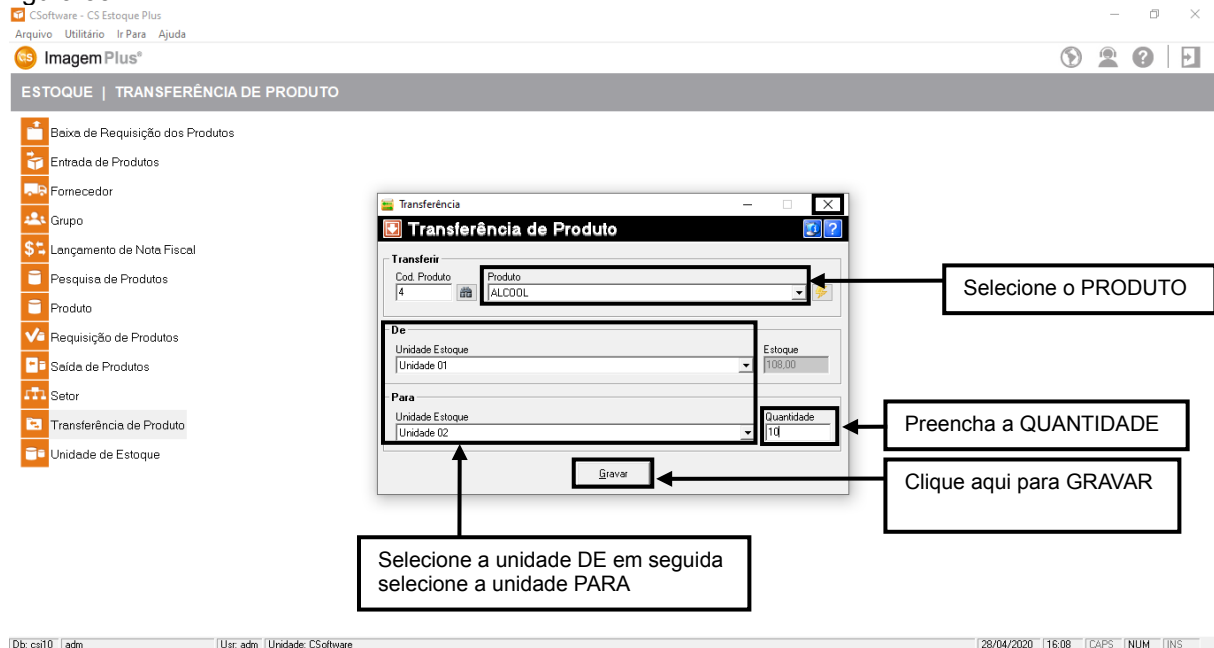 CSoftware - CS Estoque Plus
Arquivo Utilitário Ir Para Ajuda
cis ImagemPlus®
ESTOQUE | TRANSFERÊNCIA DE PRODUTO
Baixa de Requisição dos Produtos
Entrada de Produtos
Fornecedor
Grupo
Lançamento de Nota Fiscal
Pesquisa de Produtos
Produto
Requisição de Produtos
Saída de Produtos
Setor
Transferência de Produto
Unidade de Estoque
Transferência
Transferência de Produto
Transferir
Cod. Produto Produto
4 ALCOOL
De
Unidade Estoque Estoque
Unidade 01 108,00
Para
Unidade Estoque Quantidade
Unidade 02 10
Gravar
Selecione o PRODUTO
Preencha a QUANTIDADE
Clique aqui para GRAVAR
Selecione a unidade DE em seguida
selecione a unidade PARA
Db: csi10 adm Usr: adm Unidade: CSoftware 28/04/2020 16:08 CAPS NUM INS